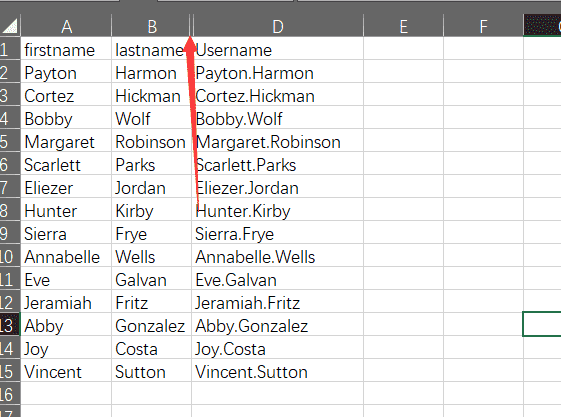 A B D E F
1 firstname lastname Username
2 Payton Harmon Payton.Harmon
3 Cortez Hickman Cortez.Hickman
4 Bobby Wolf Bobby.Wolf
5 Margaret Robinson Margaret.Robinson
6 Scarlett Parks Scarlett.Parks
7 Eliezer Jordan Eliezer.Jordan
8 Hunter Kirby Hunter.Kirby
9 Sierra Frye Sierra.Frye
10 Annabelle Wells Annabelle.Wells
11 Eve Galvan Eve.Galvan
12 Jeramiah Fritz Jeramiah.Fritz
13 Abby Gonzalez Abby.Gonzalez
14 Joy Costa Joy.Costa
15 Vincent Sutton Vincent.Sutton
16
17